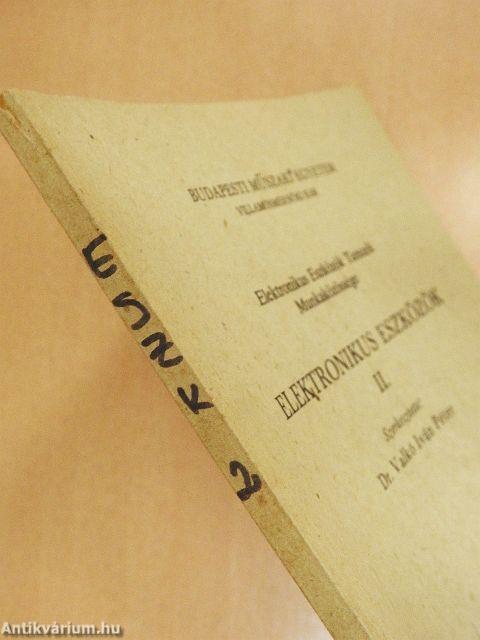 BUDAPESTI MŰSZAKI EGYETEM
VILLAMOSMÉRNÖKI KAR
Elektronikus Eszközök Tanszék
Munkaközössége
ELEKTRONIKUS ESZKÖZÖK
II.
Szerkesztette:
Dr. Valkó Iván Péter
ESZK 2
Antikvárium.hu